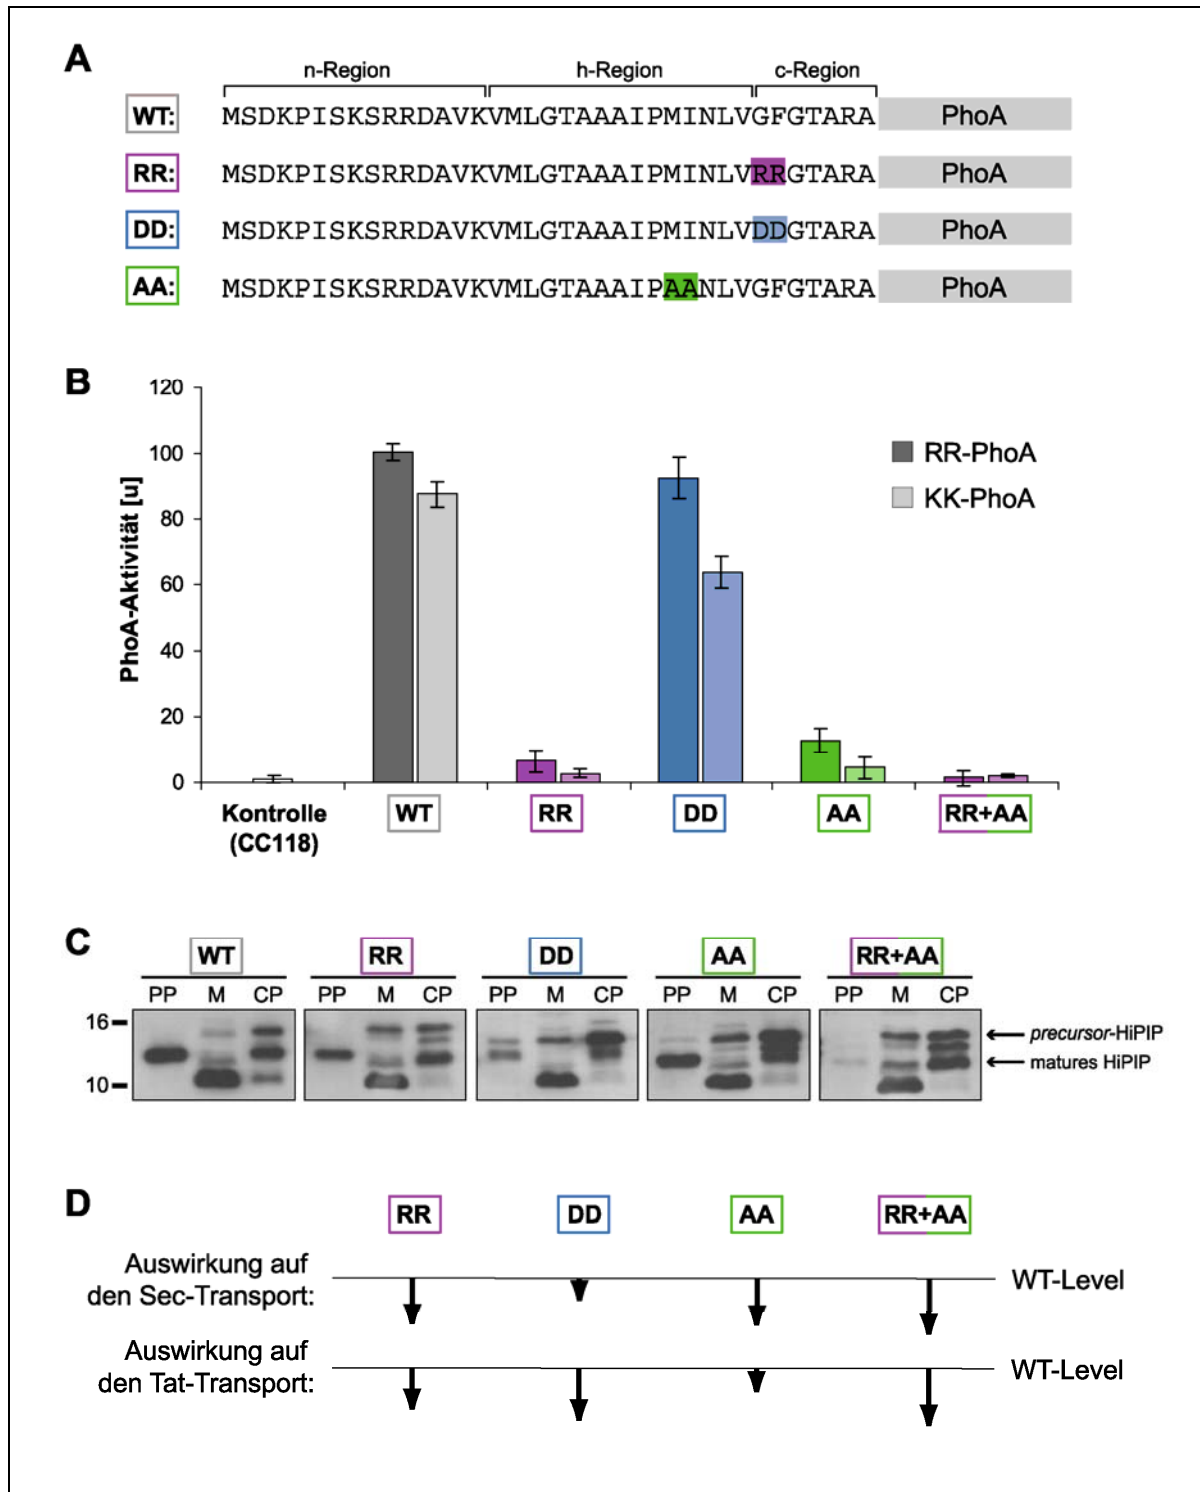 A
n-Region h-Region c-Region
WT: MSDKPISKSRRDAVKVMLGTAAAIPMINLVGFGTARA PhoA
RR: MSDKPISKSRRDAVKVMLGTAAAIPMINLVRRGTARA PhoA
DD: MSDKPISKSRRDAVKVMLGTAAAIPMINLVDDGTARA PhoA
AA: MSDKPISKSRRDAVKVMLGTAAAIPAANLVGFGTARA PhoA
B
PhoA-Aktivität [u]
120
100
80
60
40
20
0
RR-PhoA
KK-PhoA
Kontrolle
(CC118)
WT RR DD AA RR+AA
C
WT RR DD AA RR+AA
PP M CP PP M CP PP M CP PP M CP PP M CP
16
10
precursor-HiPIP
matures HiPIP
D
RR DD AA RR+AA
Auswirkung auf
den Sec-Transport: WT-Level
Auswirkung auf
den Tat-Transport: WT-Level